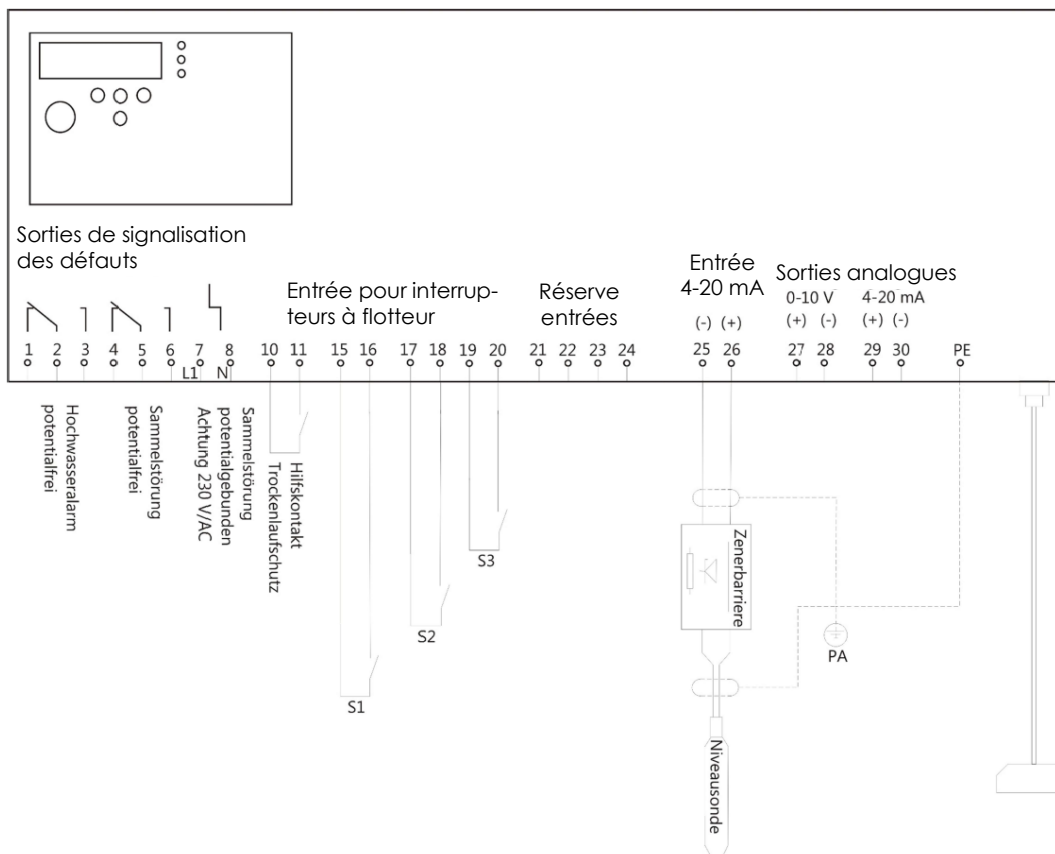 Sorties de signalisation
des défauts
Entrée pour interrup-
teurs à flotteur
Réserve
entrées
Entrée
4-20 mA
Sorties analogues
0-10 V
4-20 mA
(-) (+)
(+) (-)
(+) (-)
1 2 3 4 5 6 7 8 10 11 15 16 17 18 19 20 21 22 23 24 25 26 27 28 29 30 PE
L1 N
Hochwasseralarm
potentialfrei
Sammelstörung
potentialfrei
Sammelstörung
potentialgebunden
Achtung 230 V/AC
Hilfskontakt
Trockenlaufschutz
S3
Zenerbarriere
S2
PA
S1
Niveausonde